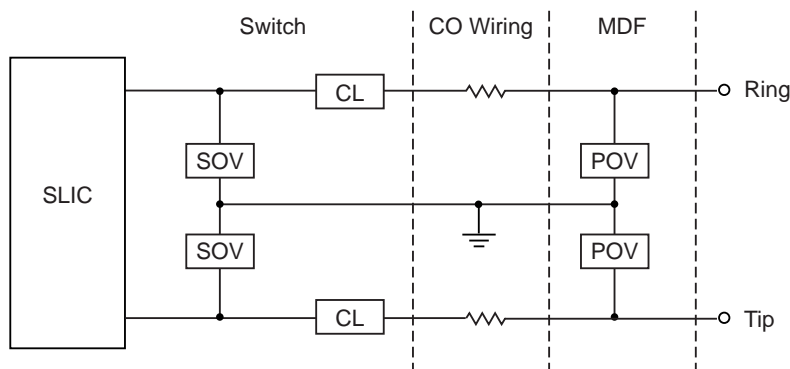 Switch CO Wiring MDF
CL Ring
SOV POV
SLIC
SOV POV
CL Tip